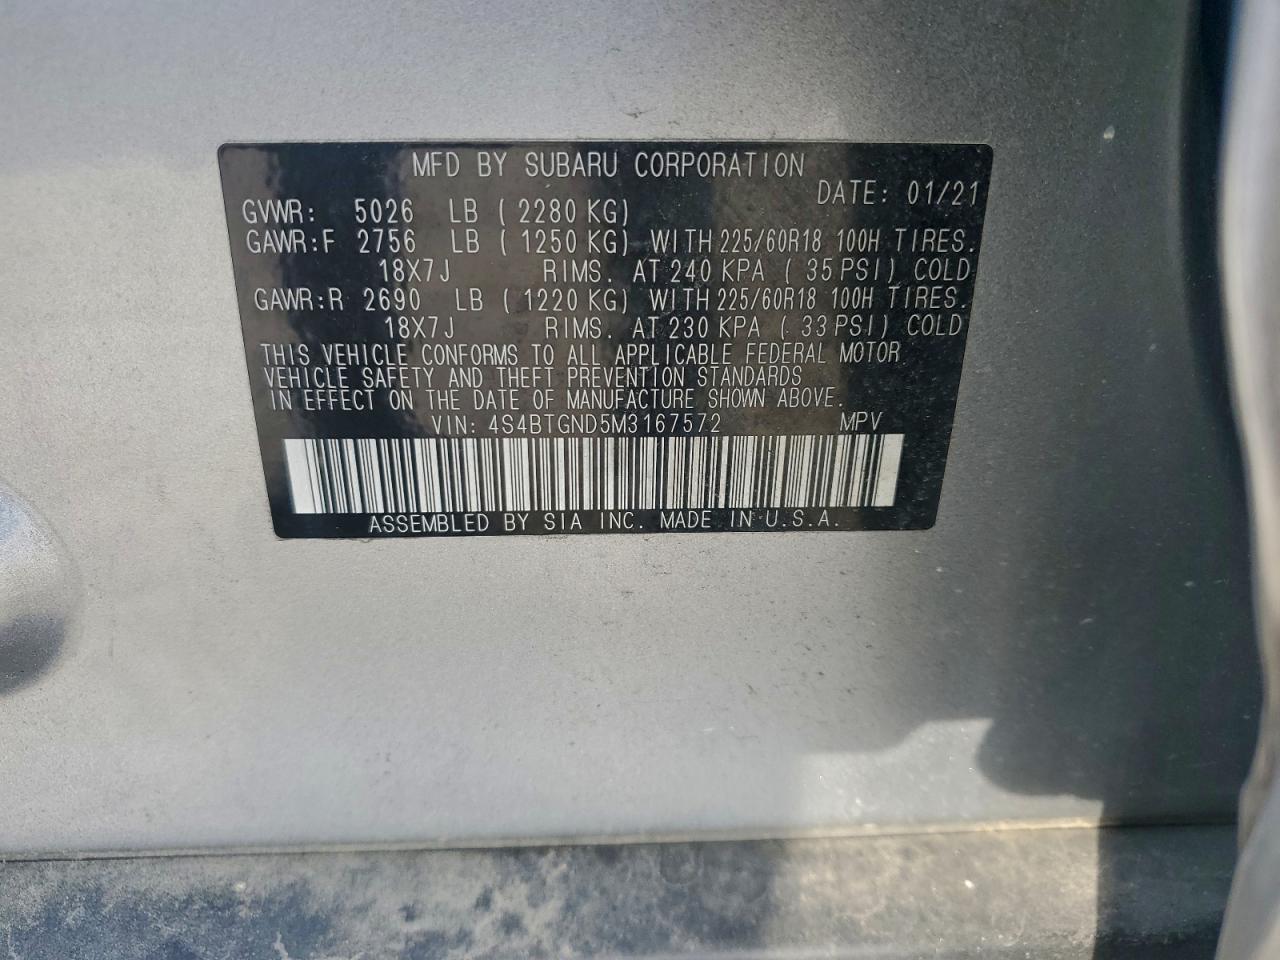 MFD BY SUBARU CORPORATION
DATE: 01/21
GVWR: 5026 LB ( 2280 KG)
GAWR:F 2756 LB ( 1250 KG) WITH 225/60R18 100H TIRES.
18X7J RIMS. AT 240 KPA ( 35 PSI) COLD
GAWR:R 2690 LB ( 1220 KG) WITH 225/60R18 100H TIRES.
18X7J RIMS. AT 230 KPA ( 33 PSI) COLD
THIS VEHICLE CONFORMS TO ALL APPLICABLE FEDERAL MOTOR
VEHICLE SAFETY AND THEFT PREVENTION STANDARDS
IN EFFECT ON THE DATE OF MANUFACTURE SHOWN ABOVE.
VIN: 4S4BTGND5M3167572 MPV
ASSEMBLED BY SIA INC. MADE IN U.S.A.